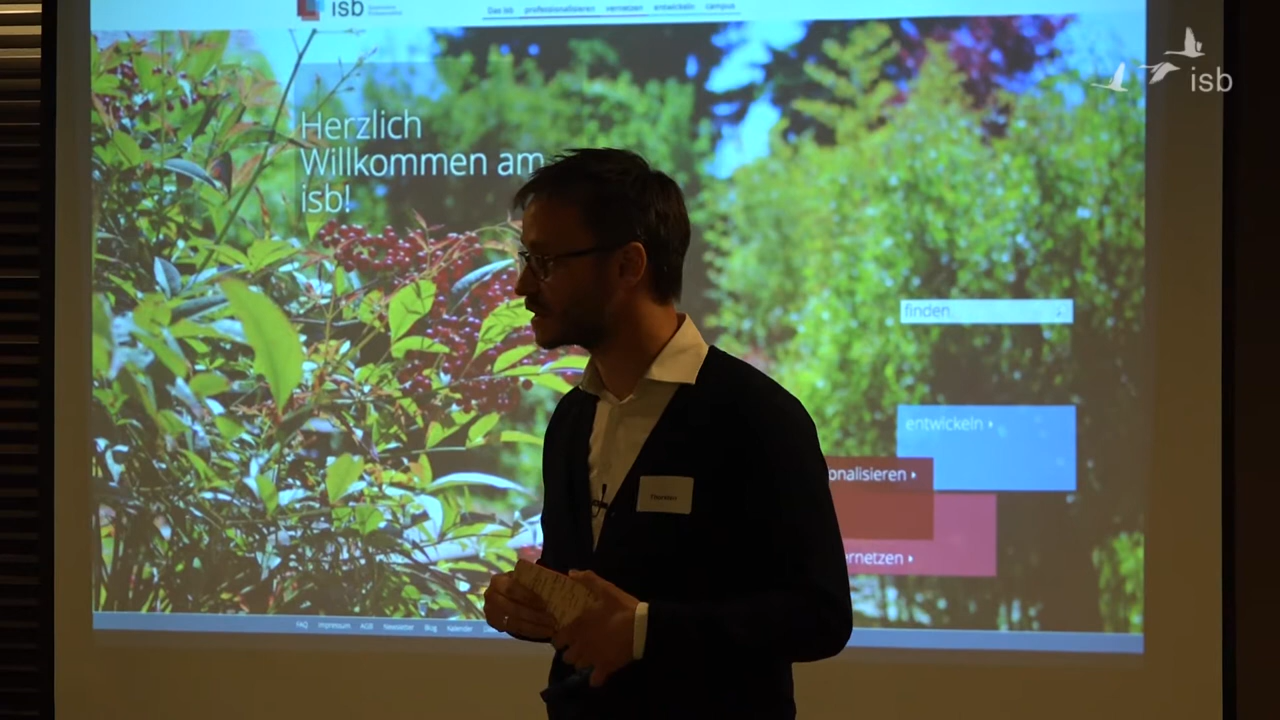 isb
Das isb professionalisieren vernetzen entwickeln campus
isb
Herzlich
Willkommen am
isb!
finden
entwickeln
onalisieren
ernetzen
FAQ Impressum AGB Newsletter Blog Kalender